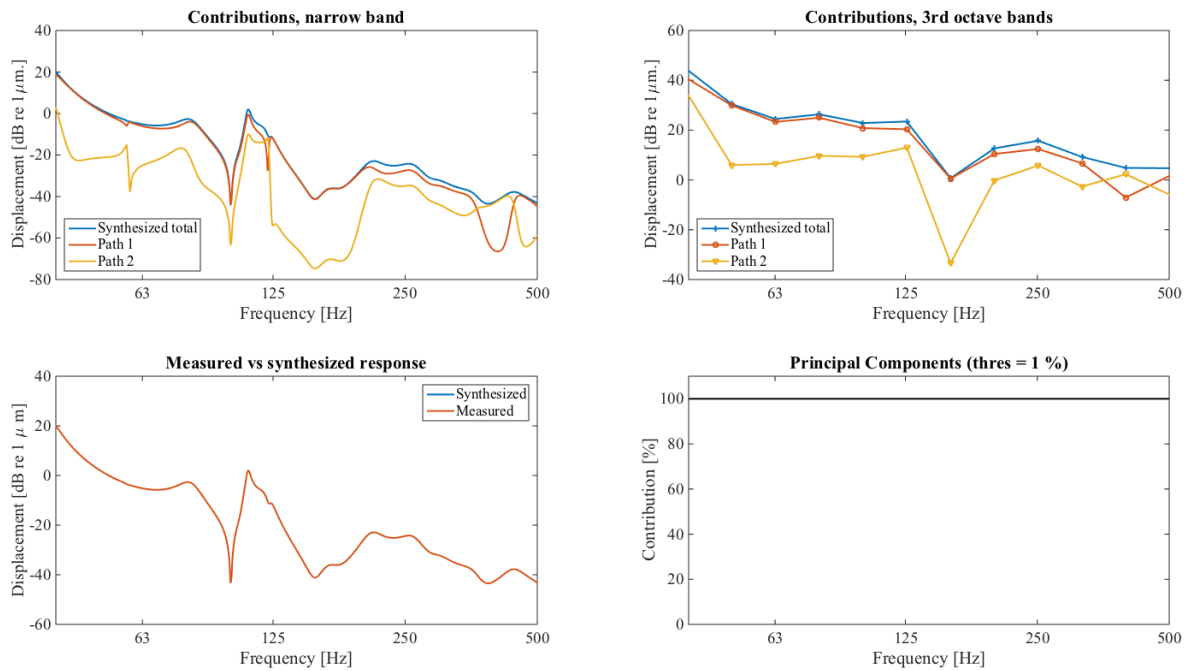 Contributions, narrow band
Displacement [dB re 1 μm.]
40
20
0
-20
-40
-60
-80
Synthesized total
Path 1
Path 2
63
125
250
500
Frequency [Hz]
Contributions, 3rd octave bands
Displacement [dB re 1μm.]
60
40
20
0
-20
-40
Synthesized total
Path 1
Path 2
63
125
250
500
Frequency [Hz]
Measured vs synthesized response
Displacement [dB re 1 μ m]
40
20
0
-20
-40
-60
Synthesized
Measured
63
125
250
500
Frequency [Hz]
Principal Components (thres = 1 %)
Contribution [%]
100
80
60
40
20
0
63
125
250
500
Frequency [Hz]